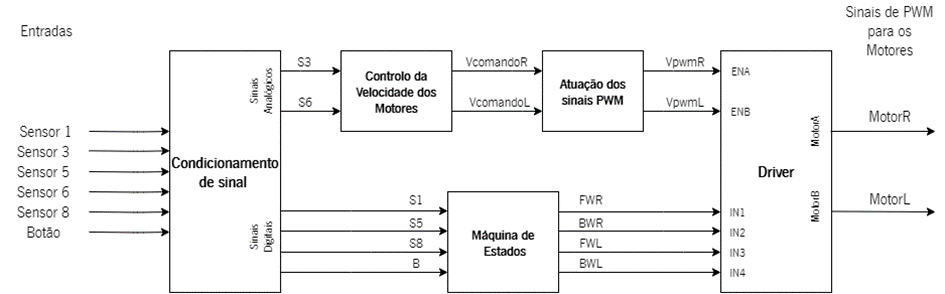 Entradas
Sinais de PWM
para os
Motores
Sensor 1
Sensor 3
Sensor 5
Sensor 6
Sensor 8
Botão
Condicionamento
de sinal
Sinais
Analógicos
Sinais
Digitais
S3
S6
Controlo da
Velocidade dos
Motores
VcomandoR
VcomandoL
Atuação dos
sinais PWM
VpwmR
VpwmL
S1
S5
S8
B
Máquina de
Estados
FWR
BWR
FWL
BWL
ENA
ENB
IN1
IN2
IN3
IN4
Driver
MotorA
MotorB
MotorR
MotorL